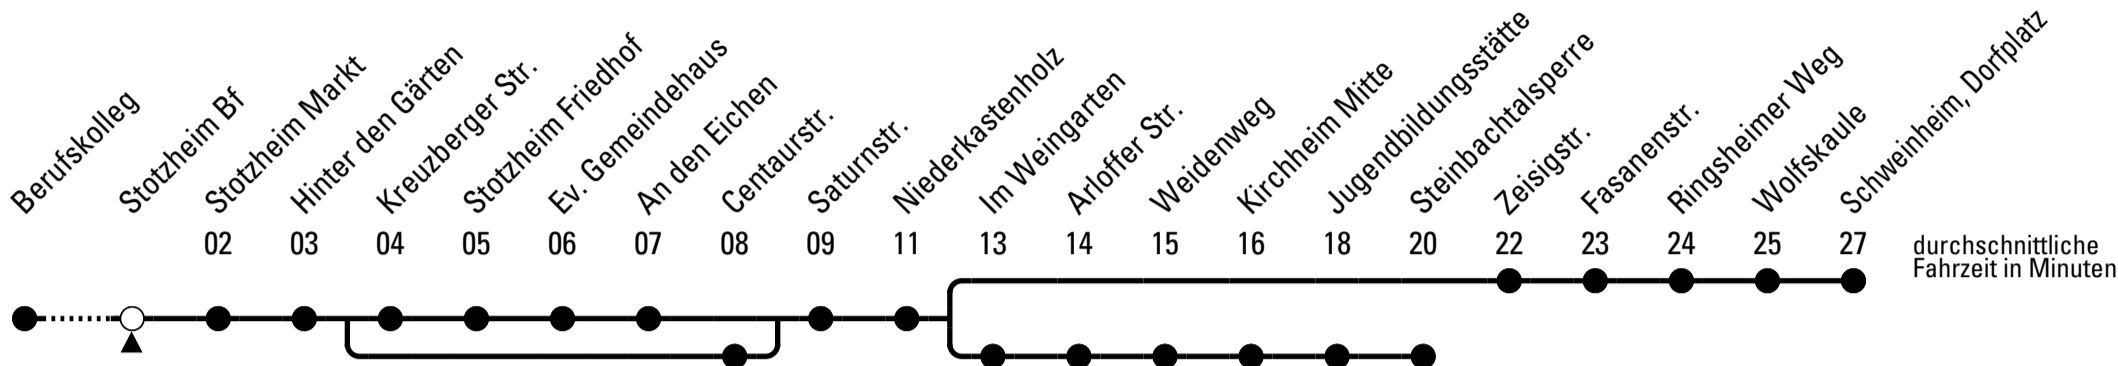 Berufskolleg
Stotzheim Bf
Stotzheim Markt
Hinter den Gärten
Kreuzberger Str.
Stotzheim Friedhof
Ev. Gemeindehaus
An den Eichen
Centaurstr.
Saturnstr.
Niederkastenholz
Im Weingarten
Arloffer Str.
Weidenweg
Kirchheim Mitte
Jugendbildungsstätte
Steinbachtalsperre
Zeisigstr.
Fasanenstr.
Ringsheimer Weg
Wolfskaule
Schweinheim, Dorfplatz
02 03 04 05 06 07 08 09 11 13 14 15 16 18 20 22 23 24 25 27
durchschnittliche
Fahrzeit in Minuten